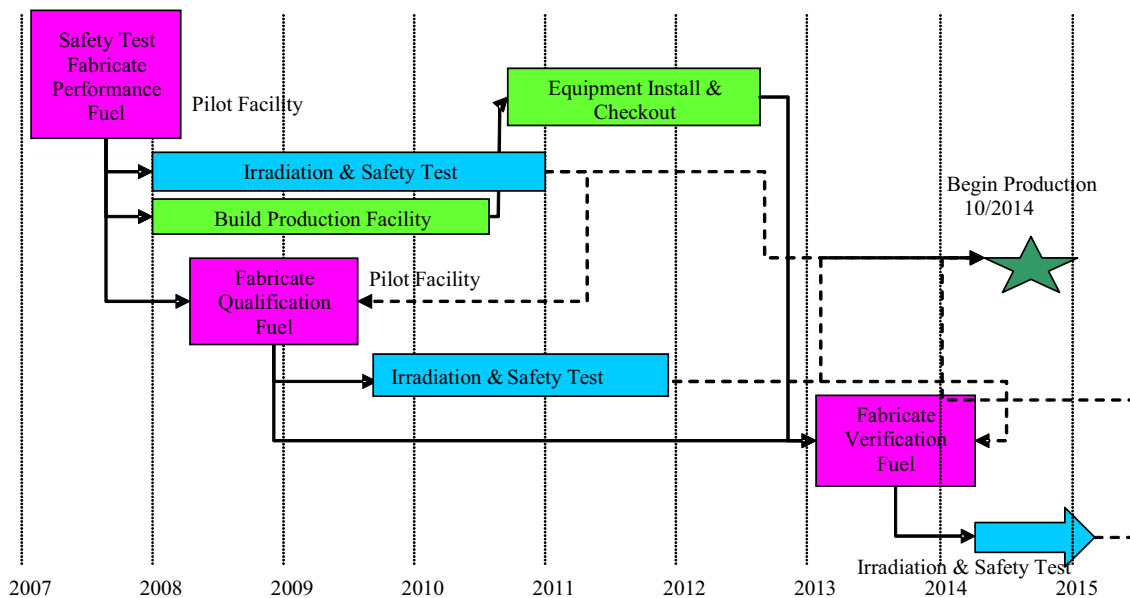 Safety Test
Fabricate
Performance
Fuel
Pilot Facility
Equipment Install &
Checkout
Irradiation & Safety Test
Build Production Facility
Begin Production
10/2014
Fabricate
Qualification
Fuel
Pilot Facility
Irradiation & Safety Test
Fabricate
Verification
Fuel
Irradiation & Safety Test
2007 2008 2009 2010 2011 2012 2013 2014 2015